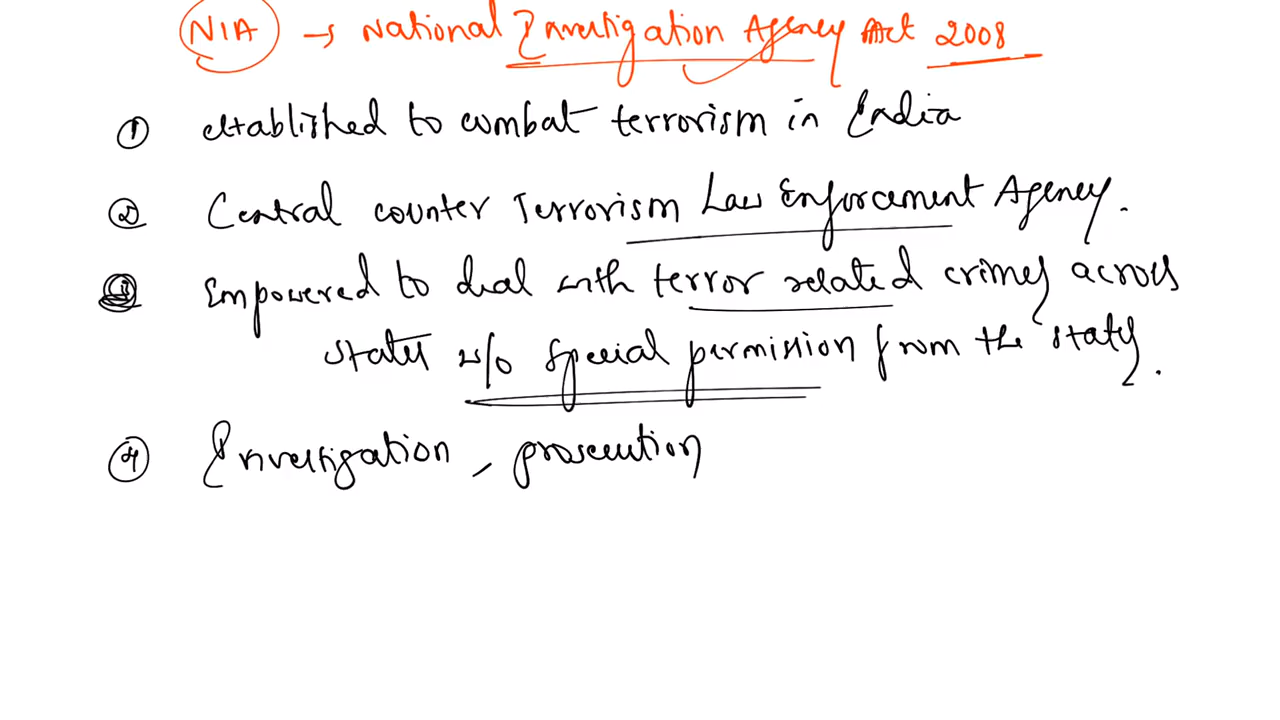 NIA → National Investigation Agency Act 2008
① established to combat terrorism in India
② Central counter Terrorism Law Enforcement Agency.
③ Empowered to deal with terror related crimes across
states w/o special permission from the states.
④ Investigation, prosecution